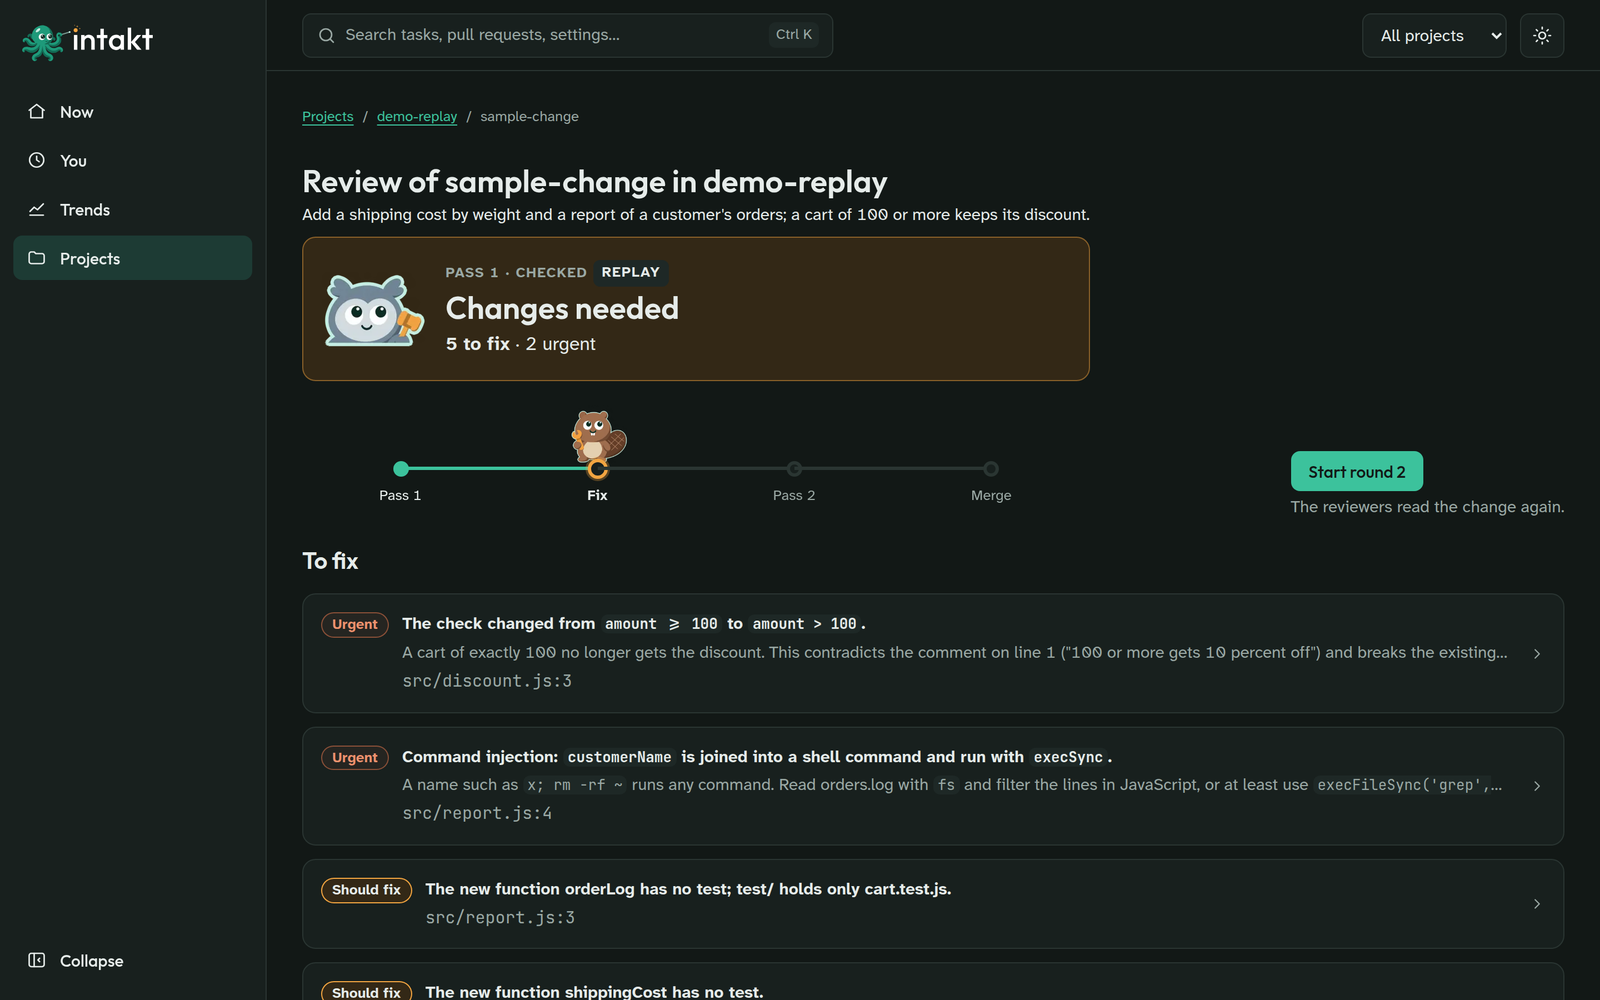 intakt
Search tasks, pull requests, settings...
Ctrl K
All projects
Now
You
Trends
Projects
Collapse
Projects / demo-replay / sample-change
Review of sample-change in demo-replay
Add a shipping cost by weight and a report of a customer's orders; a cart of 100 or more keeps its discount.
PASS 1 · CHECKED REPLAY
Changes needed
5 to fix · 2 urgent
Pass 1
Fix
Pass 2
Merge
Start round 2
The reviewers read the change again.
To fix
Urgent
The check changed from amount ≥ 100 to amount > 100.
A cart of exactly 100 no longer gets the discount. This contradicts the comment on line 1 ("100 or more gets 10 percent off") and breaks the existing...
src/discount.js:3
Urgent
Command injection: customerName is joined into a shell command and run with execSync.
A name such as x; rm -rf ~ runs any command. Read orders.log with fs and filter the lines in JavaScript, or at least use execFileSync('grep',...
src/report.js:4
Should fix
The new function orderLog has no test; test/ holds only cart.test.js.
src/report.js:3
Should fix
The new function shippingCost has no test.